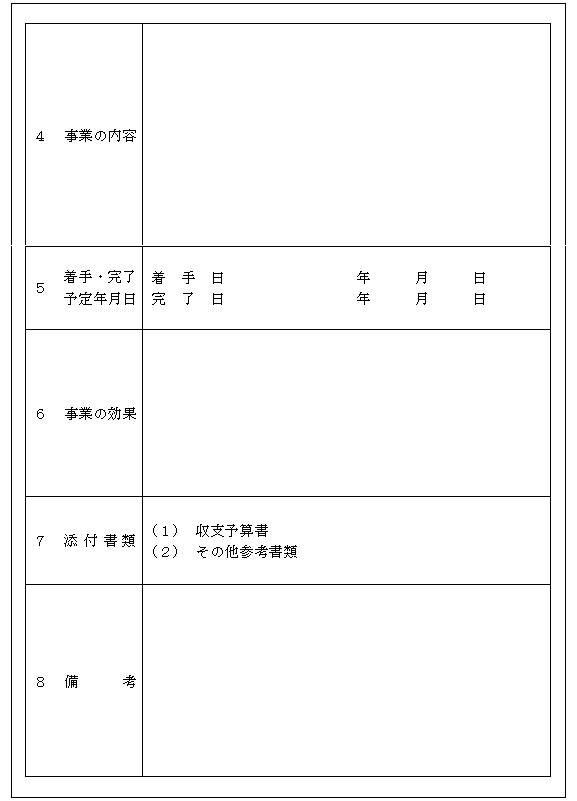 ４　事業の内容
５　着手・完了予定年月日
着　手　日　　　　　　　　　年　　　月　　　日
完　了　日　　　　　　　　　年　　　月　　　日
６　事業の効果
７　添付書類
（１）　収支予算書
（２）　その他参考書類
８　備　　　考